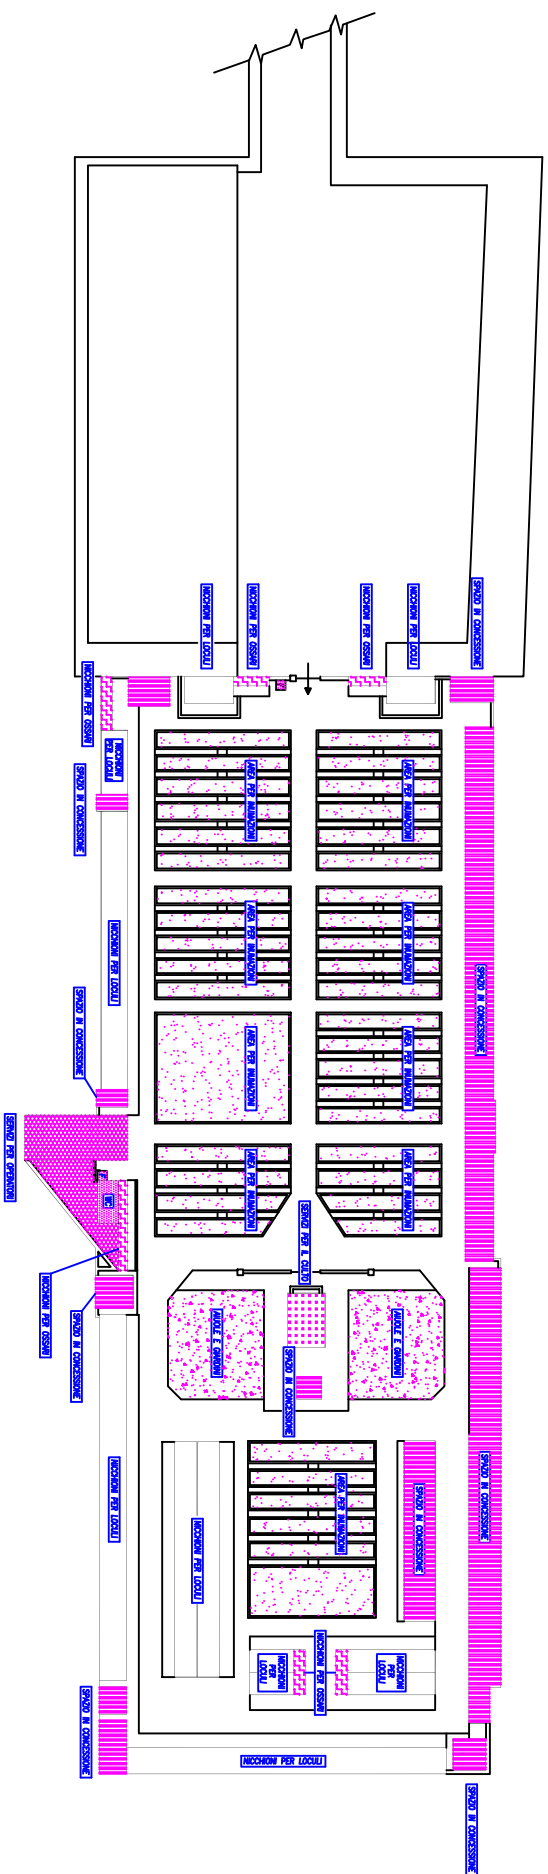 SPAZIO IN CONCESSIONE
NICCHIONI PER LOCULI
NICCHIONI PER OSSARI
NICCHIONI PER OSSARI
NICCHIONI PER LOCULI
NICCHIONI PER OSSARI
NICCHIONI
PER LOCULI
SPAZIO IN CONCESSIONE
AREA PER INUMAZIONI
AREA PER INUMAZIONI
AREA PER INUMAZIONI
AREA PER INUMAZIONI
NICCHIONI PER LOCULI
SPAZIO IN CONCESSIONE
SPAZIO IN CONCESSIONE
AREA PER INUMAZIONI
AREA PER INUMAZIONI
SERVIZI PER OPERATORI
AREA PER INUMAZIONI
AREA PER INUMAZIONI
WC
SERVIZI PER IL CULTO
NICCHIONI PER OSSARI
SPAZIO IN CONCESSIONE
AIUOLE E GIARDINI
AIUOLE E GIARDINI
SPAZIO IN CONCESSIONE
NICCHIONI PER LOCULI
NICCHIONI PER LOCULI
AREA PER INUMAZIONI
SPAZIO IN CONCESSIONE
SPAZIO IN CONCESSIONE
NICCHIONI
PER
LOCULI
NICCHIONI PER OSSARI
NICCHIONI
PER
LOCULI
SPAZIO IN CONCESSIONE
NICCHIONI PER LOCULI
SPAZIO IN CONCESSIONE